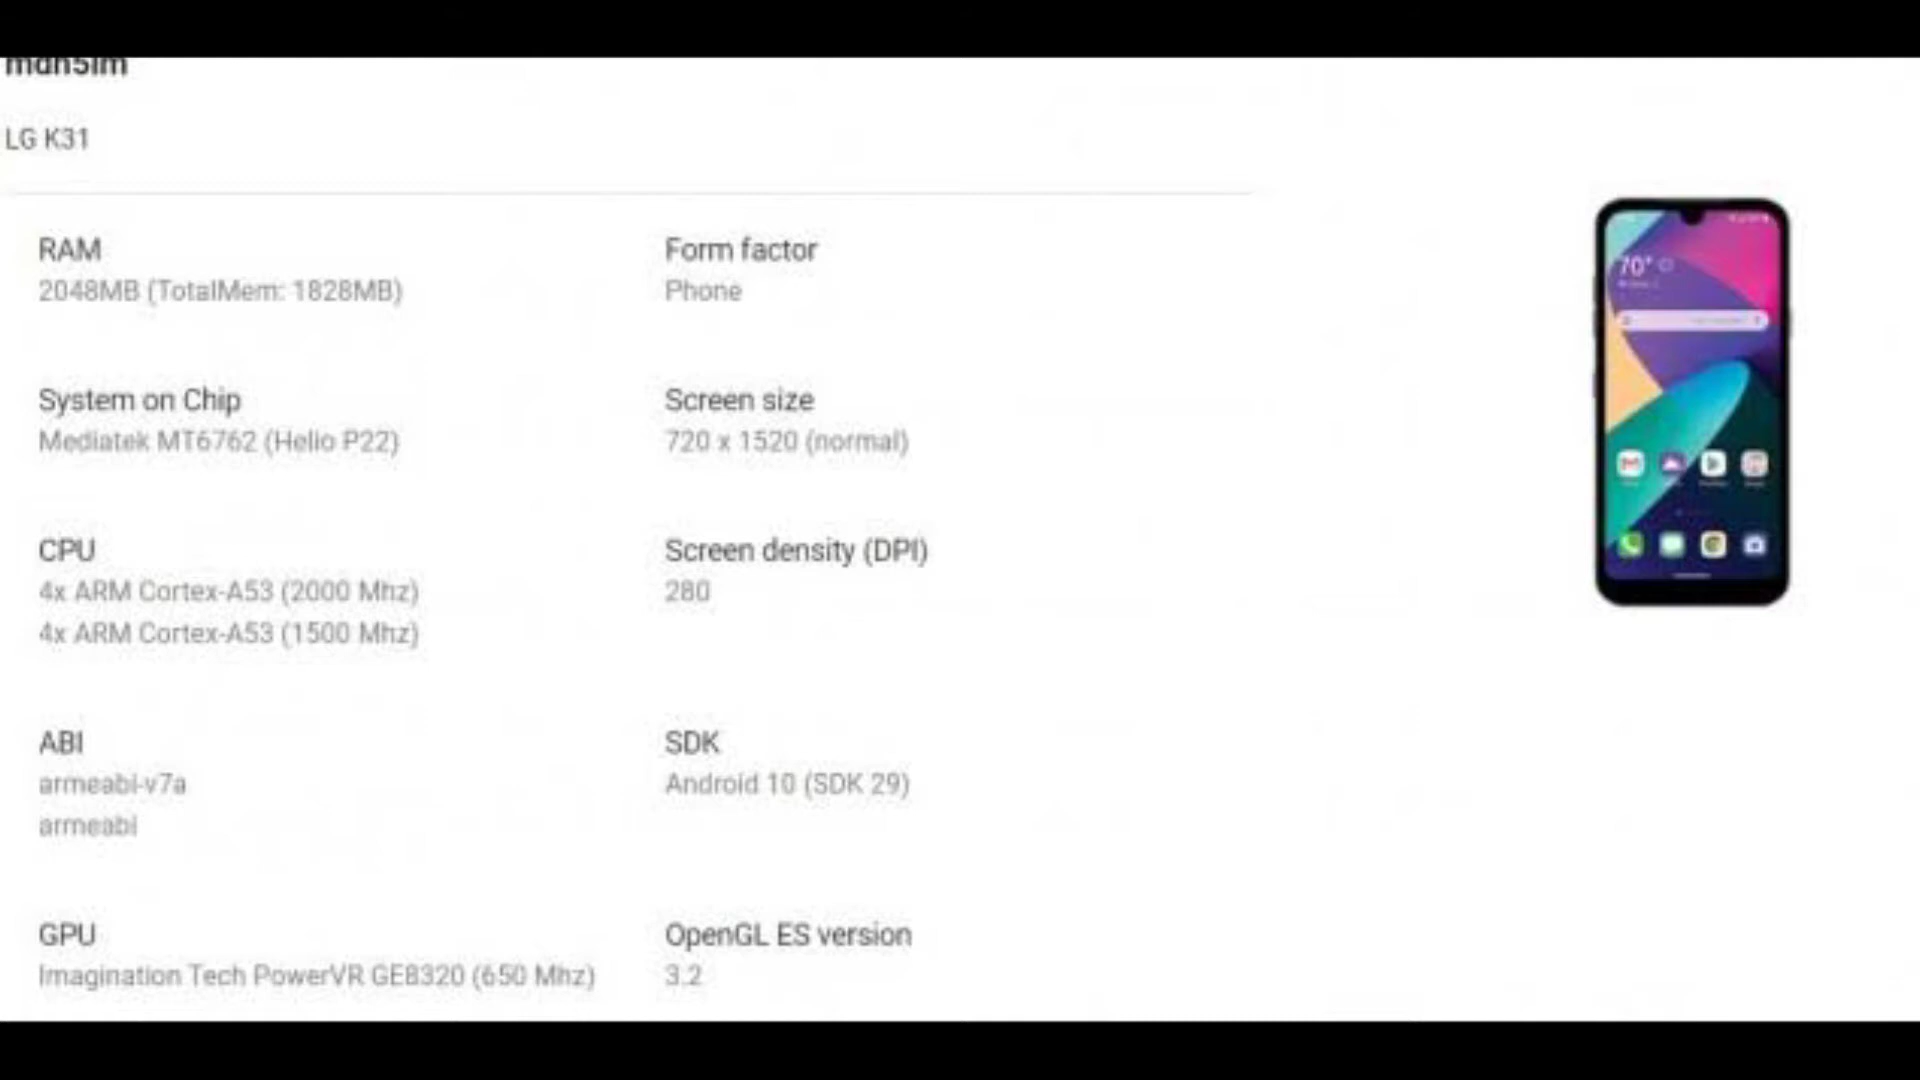 LG K31
RAM
2048MB (TotalMem: 1828MB)
Form factor
Phone
System on Chip
Mediatek MT6762 (Helio P22)
Screen size
720 x 1520 (normal)
CPU
4x ARM Cortex-A53 (2000 Mhz)
4x ARM Cortex-A53 (1500 Mhz)
Screen density (DPI)
280
ABI
armeabi-v7a
armeabi
SDK
Android 10 (SDK 29)
GPU
Imagination Tech PowerVR GE8320 (650 Mhz)
OpenGL ES version
3.2
70°